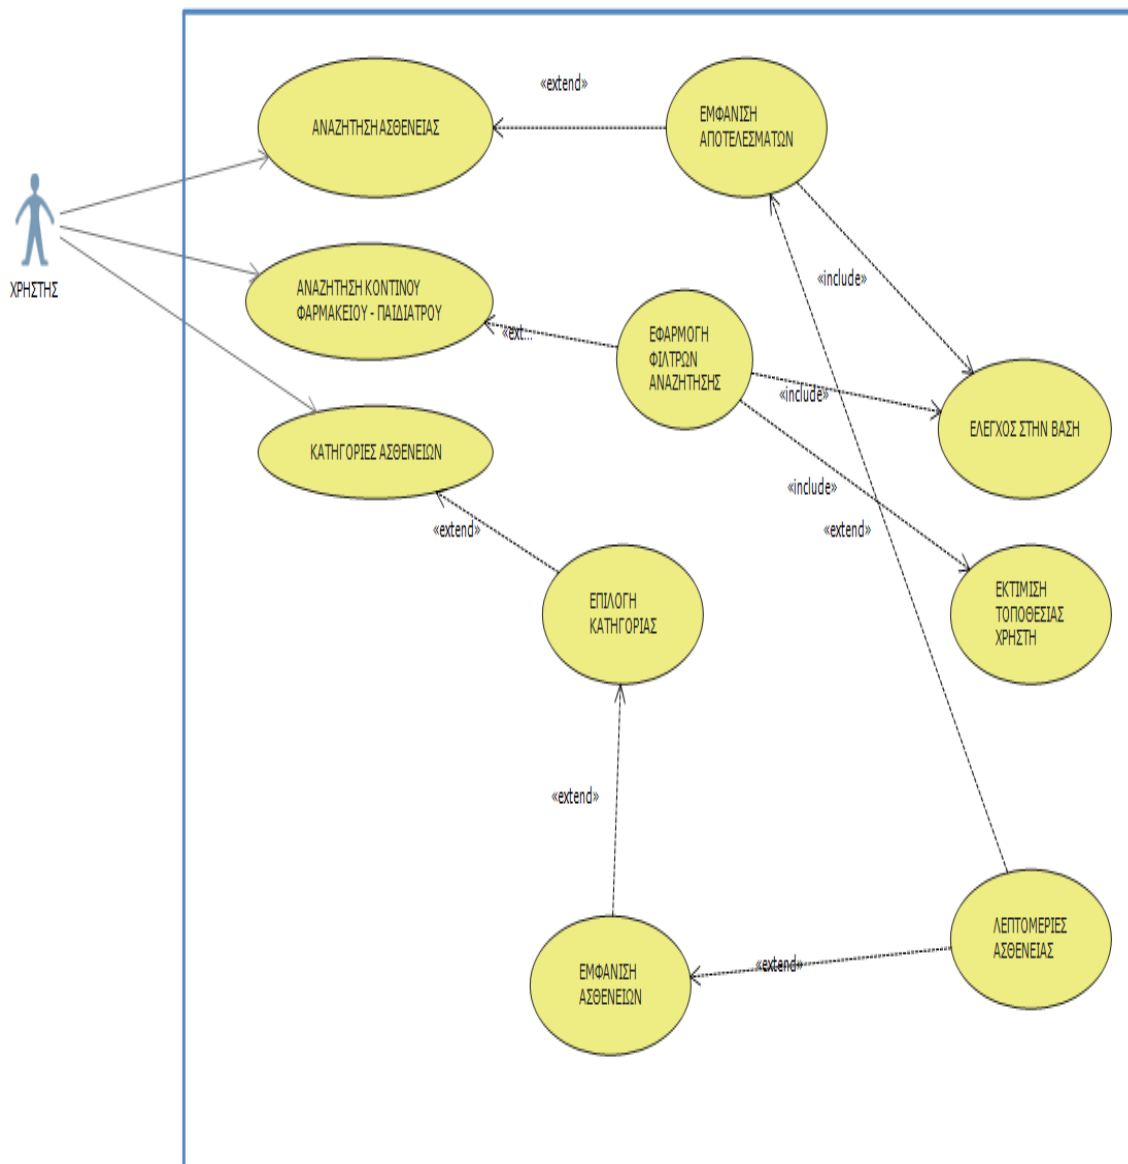 «extend»
ΑΝΑΖΗΤΗΣΗ ΑΣΘΕΝΕΙΑΣ
ΕΜΦΑΝΙΣΗ
ΑΠΟΤΕΛΕΣΜΑΤΩΝ
ΧΡΗΣΤΗΣ
«include»
ΑΝΑΖΗΤΗΣΗ ΚΟΝΤΙΝΟΥ
ΦΑΡΜΑΚΕΙΟΥ - ΠΑΙΔΙΑΤΡΟΥ
«ext...
ΕΦΑΡΜΟΓΗ
ΦΙΛΤΡΩΝ
ΑΝΑΖΗΤΗΣΗΣ
«include»
ΕΛΕΓΧΟΣ ΣΤΗΝ ΒΑΣΗ
ΚΑΤΗΓΟΡΙΕΣ ΑΣΘΕΝΕΙΩΝ
«include»
«extend»
«extend»
ΕΠΙΛΟΓΗ
ΚΑΤΗΓΟΡΙΑΣ
ΕΚΤΙΜΙΣΗ
ΤΟΠΟΘΕΣΙΑΣ
ΧΡΗΣΤΗ
«extend»
ΛΕΠΤΟΜΕΡΙΕΣ
ΑΣΘΕΝΕΙΑΣ
«extend»
ΕΜΦΑΝΙΣΗ
ΑΣΘΕΝΕΙΩΝ